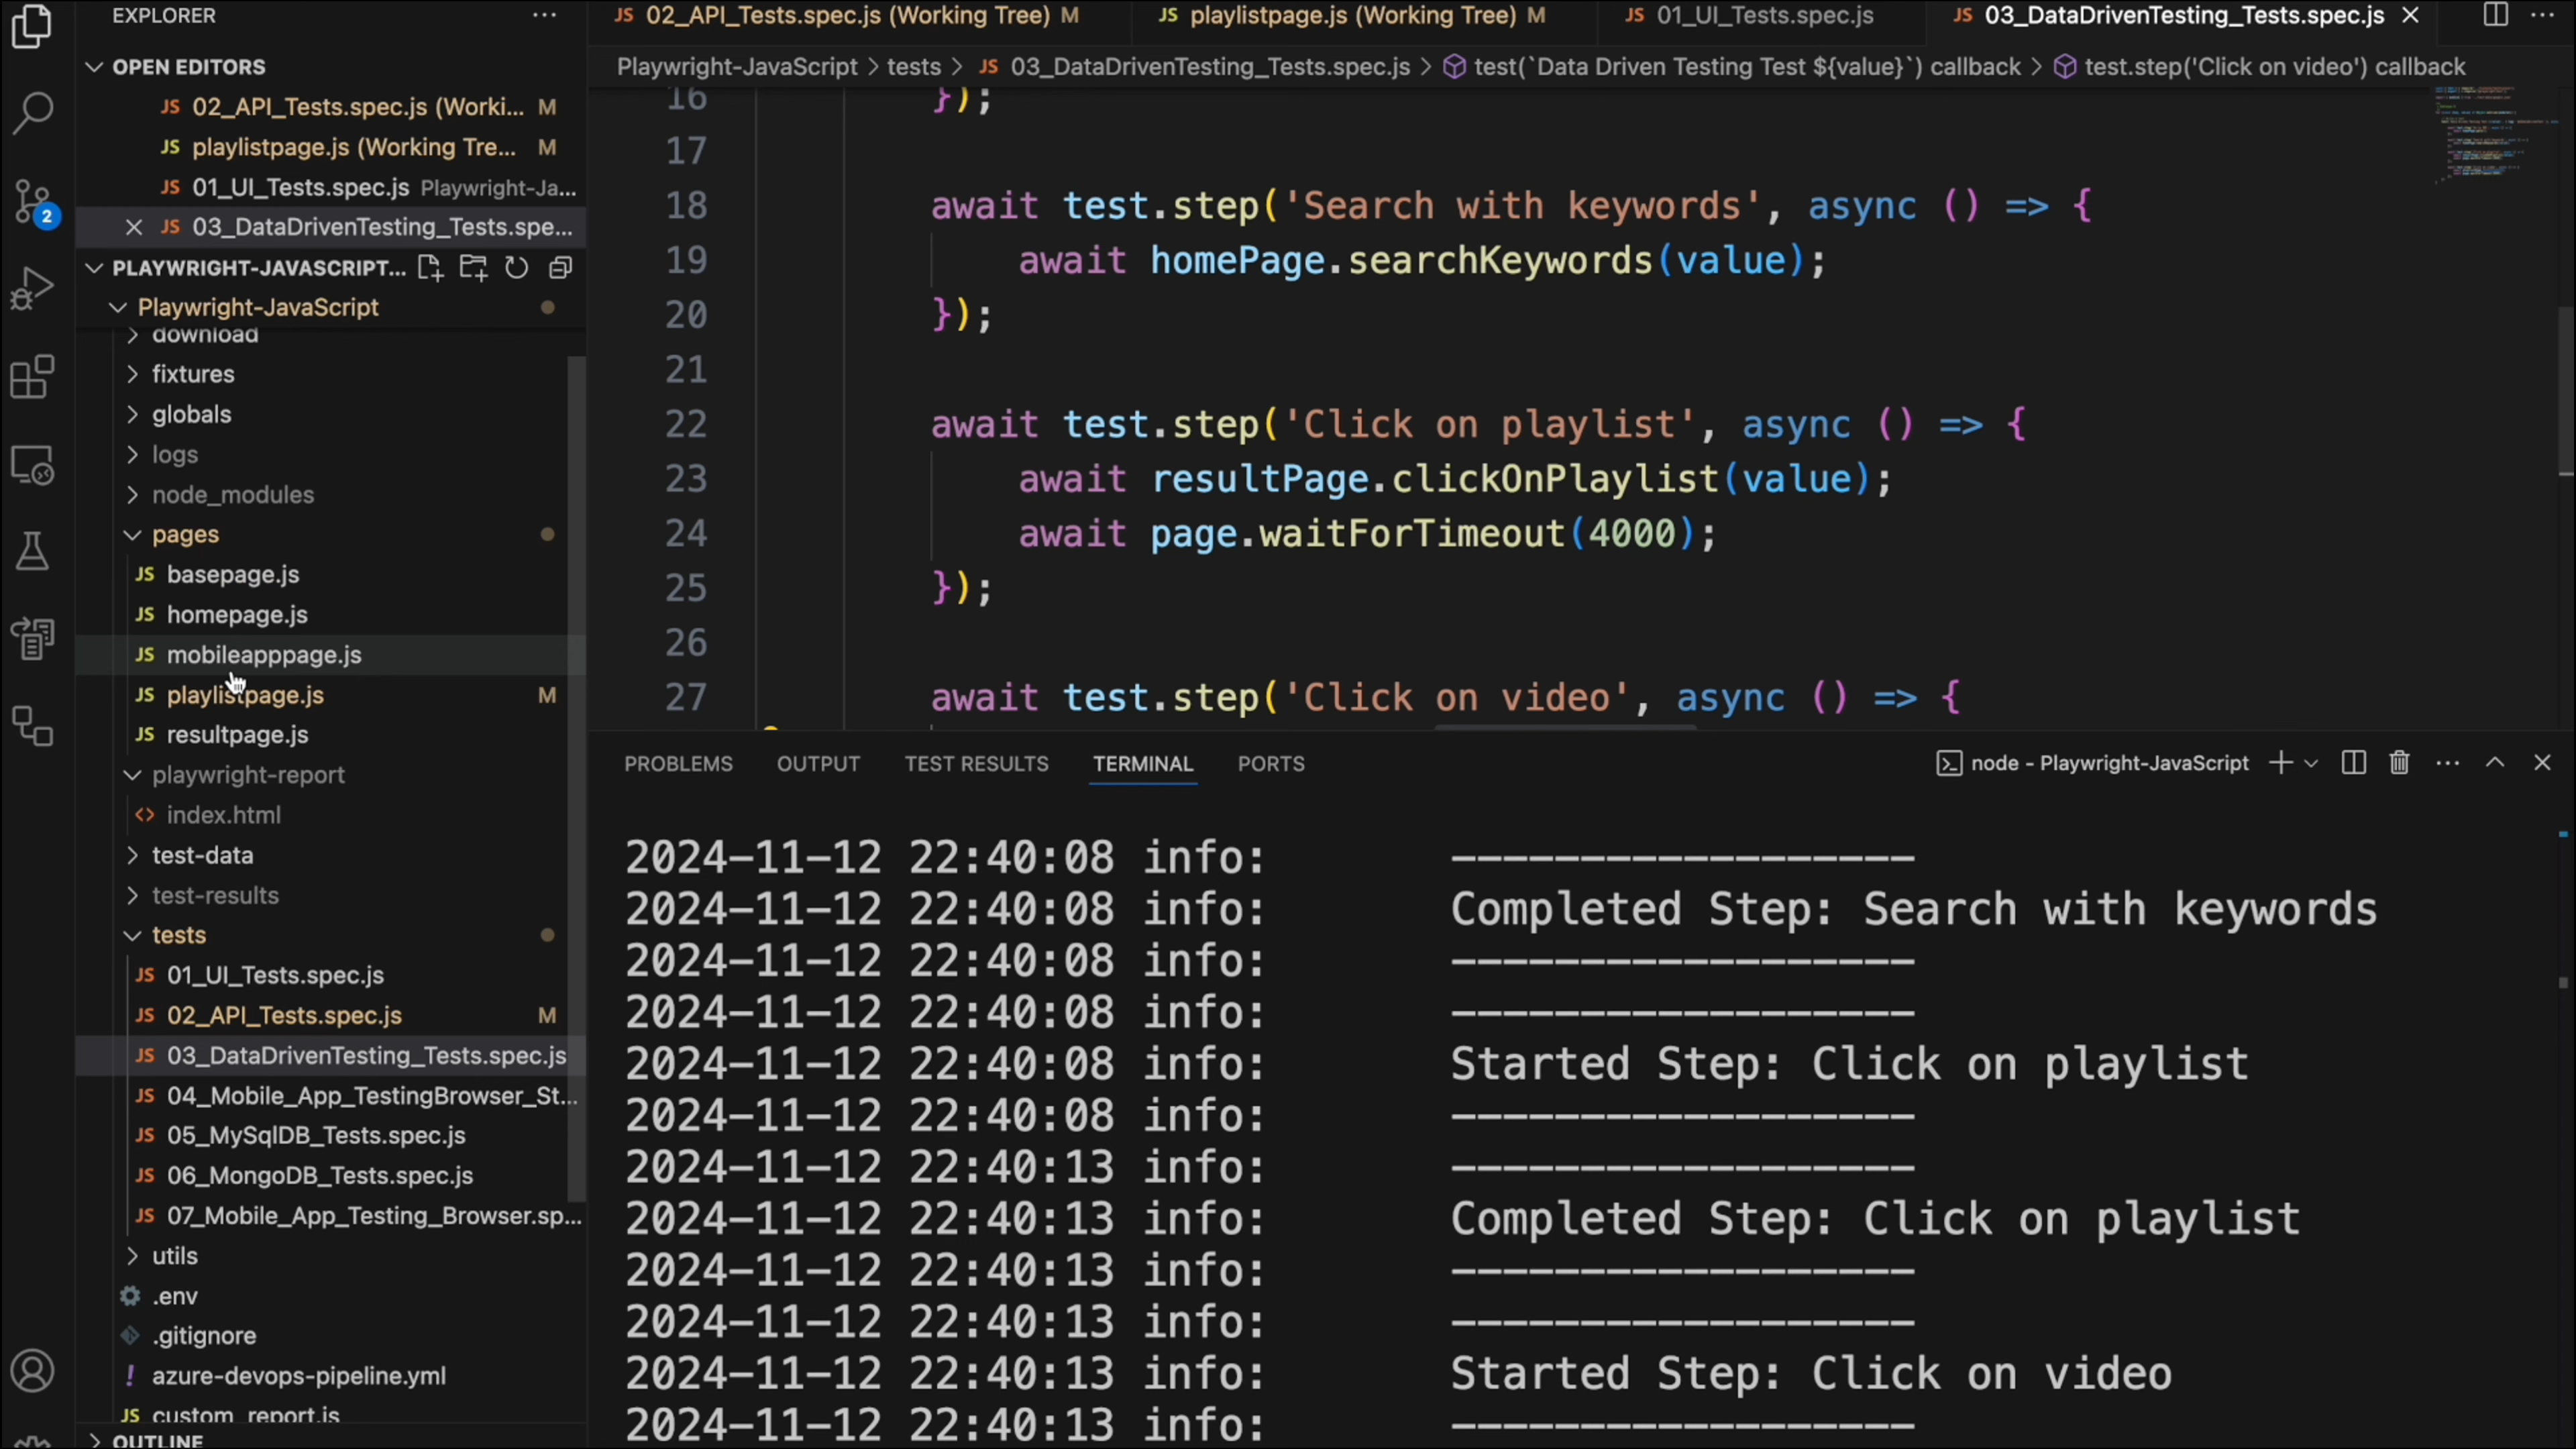 EXPLORER
OPEN EDITORS
JS 02_API_Tests.spec.js (Worki... M
JS playlistpage.js (Working Tre... M
JS 01_UI_Tests.spec.js Playwright-Ja...
JS 03_DataDrivenTesting_Tests.spe...
PLAYWRIGHT-JAVASCRIPT...
Playwright-JavaScript
download
fixtures
globals
logs
node_modules
pages
JS basepage.js
JS homepage.js
JS mobileapppage.js
JS playlistpage.js M
JS resultpage.js
playwright-report
<> index.html
test-data
test-results
tests
JS 01_UI_Tests.spec.js
JS 02_API_Tests.spec.js M
JS 03_DataDrivenTesting_Tests.spec.js
JS 04_Mobile_App_TestingBrowser_St...
JS 05_MySqlDB_Tests.spec.js
JS 06_MongoDB_Tests.spec.js
JS 07_Mobile_App_Testing_Browser.sp...
utils
.env
.gitignore
! azure-devops-pipeline.yml
JS custom_report.js
OUTLINE
2
JS 02_API_Tests.spec.js (Working Tree) M JS playlistpage.js (Working Tree) M JS 01_UI_Tests.spec.js JS 03_DataDrivenTesting_Tests.spec.js
Playwright-JavaScript > tests > JS 03_DataDrivenTesting_Tests.spec.js > test(`Data Driven Testing Test ${value}`) callback > test.step('Click on video') callback
16 });
17
18 await test.step('Search with keywords', async () => {
19 await homePage.searchKeywords(value);
20 });
21
22 await test.step('Click on playlist', async () => {
23 await resultPage.clickOnPlaylist(value);
24 await page.waitForTimeout(4000);
25 });
26
27 await test.step('Click on video', async () => {
PROBLEMS OUTPUT TEST RESULTS TERMINAL PORTS node - Playwright-JavaScript
2024-11-12 22:40:08 info: ------------------
2024-11-12 22:40:08 info: Completed Step: Search with keywords
2024-11-12 22:40:08 info: ------------------
2024-11-12 22:40:08 info: ------------------
2024-11-12 22:40:08 info: Started Step: Click on playlist
2024-11-12 22:40:08 info: ------------------
2024-11-12 22:40:13 info: ------------------
2024-11-12 22:40:13 info: Completed Step: Click on playlist
2024-11-12 22:40:13 info: ------------------
2024-11-12 22:40:13 info: ------------------
2024-11-12 22:40:13 info: Started Step: Click on video
2024-11-12 22:40:13 info: ------------------